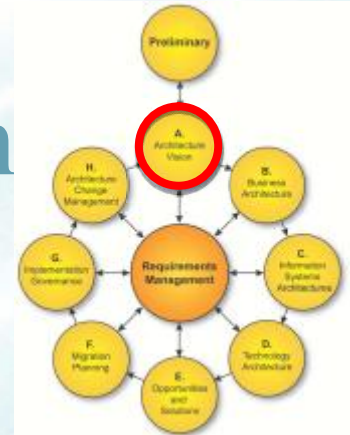 Preliminary
A.
Architecture
Vision
H.
Architecture
Change
Management
B.
Business
Architecture
G.
Implementation
Governance
Requirements
Management
C.
Information
Systems
Architectures
F.
Migration
Planning
D.
Technology
Architecture
E.
Opportunities
and
Solutions